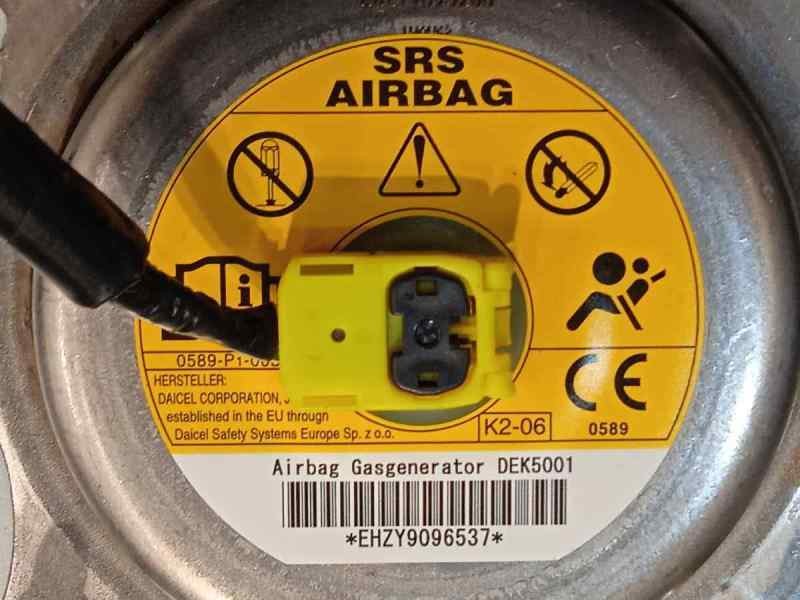 SRS
AIRBAG
i
0589-P1-
HERSTELLER:
DAICEL CORPORATION,
established in the EU through
Daicel Safety Systems Europe Sp. z o.o.
K2-06
CE
0589
Airbag Gasgenerator DEK5001
*EHZY9096537*